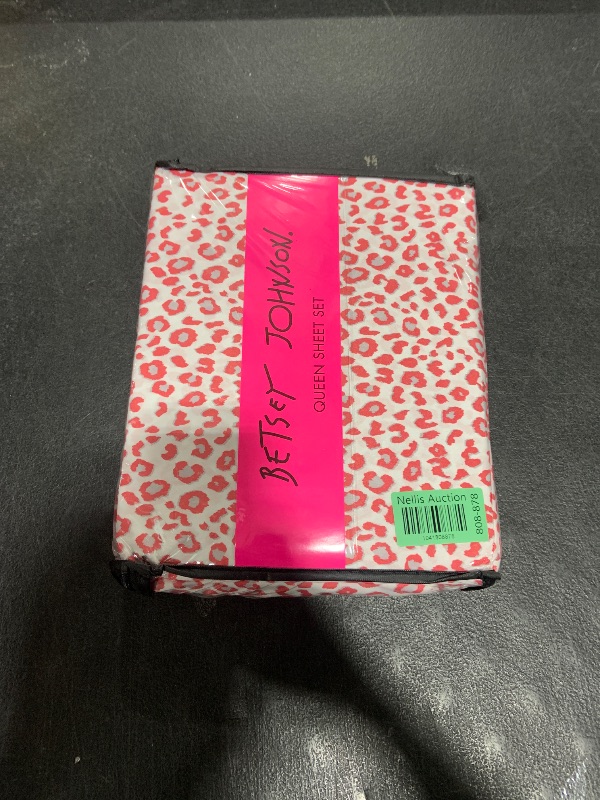 BETSEY JOHNSON.
QUEEN SHEET SET
Nellis Auction
808-878